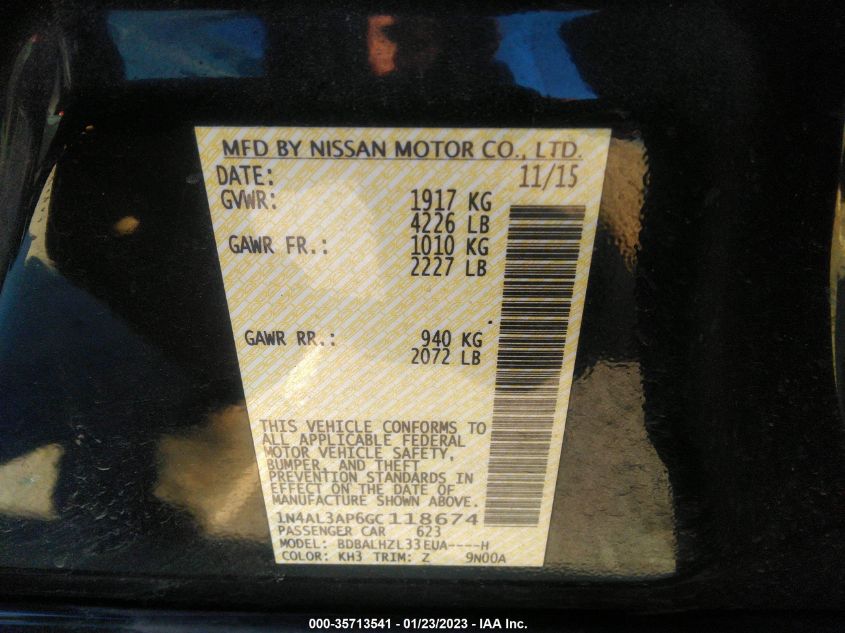 MFD BY NISSAN MOTOR CO., LTD.
DATE: 11/15
GVWR: 1917 KG
4226 LB
GAWR FR.: 1010 KG
2227 LB
GAWR RR.: 940 KG
2072 LB
THIS VEHICLE CONFORMS TO
ALL APPLICABLE FEDERAL
MOTOR VEHICLE SAFETY,
BUMPER, AND THEFT
PREVENTION STANDARDS IN
EFFECT ON THE DATE OF
MANUFACTURE SHOWN ABOVE.
1N4AL3AP6GC118674
PASSENGER CAR 623
MODEL: BDBALHZL33EUA----H
COLOR: KH3 TRIM: Z 9N00A
000-35713541 - 01/23/2023 - IAA Inc.